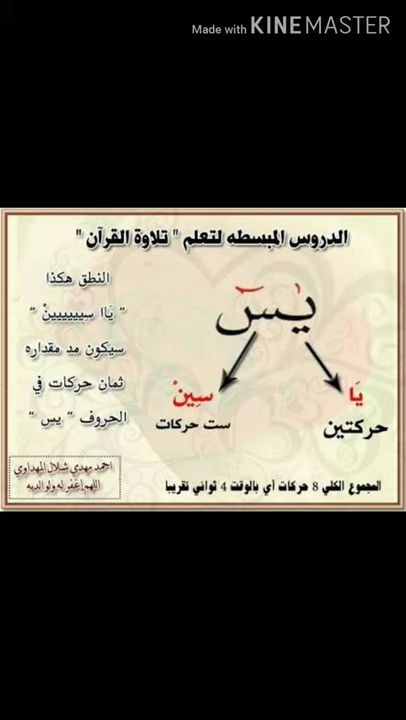 Made with KINEMASTER
الدروس المبسطه لتعلم " تلاوة القرآن "
يسٓ
يَا
حركتين
سِينْ
ست حركات
النطق هكذا
" يَاا سِيييييينْ "
سيكون مد مقداره
ثمان حركات في
الحروف " يس "
المجموع الكلي 8 حركات أي بالوقت 4 ثواني تقريبا
احمد مهدي شلال المهداوي
اللهم إغفر له ولوالديه